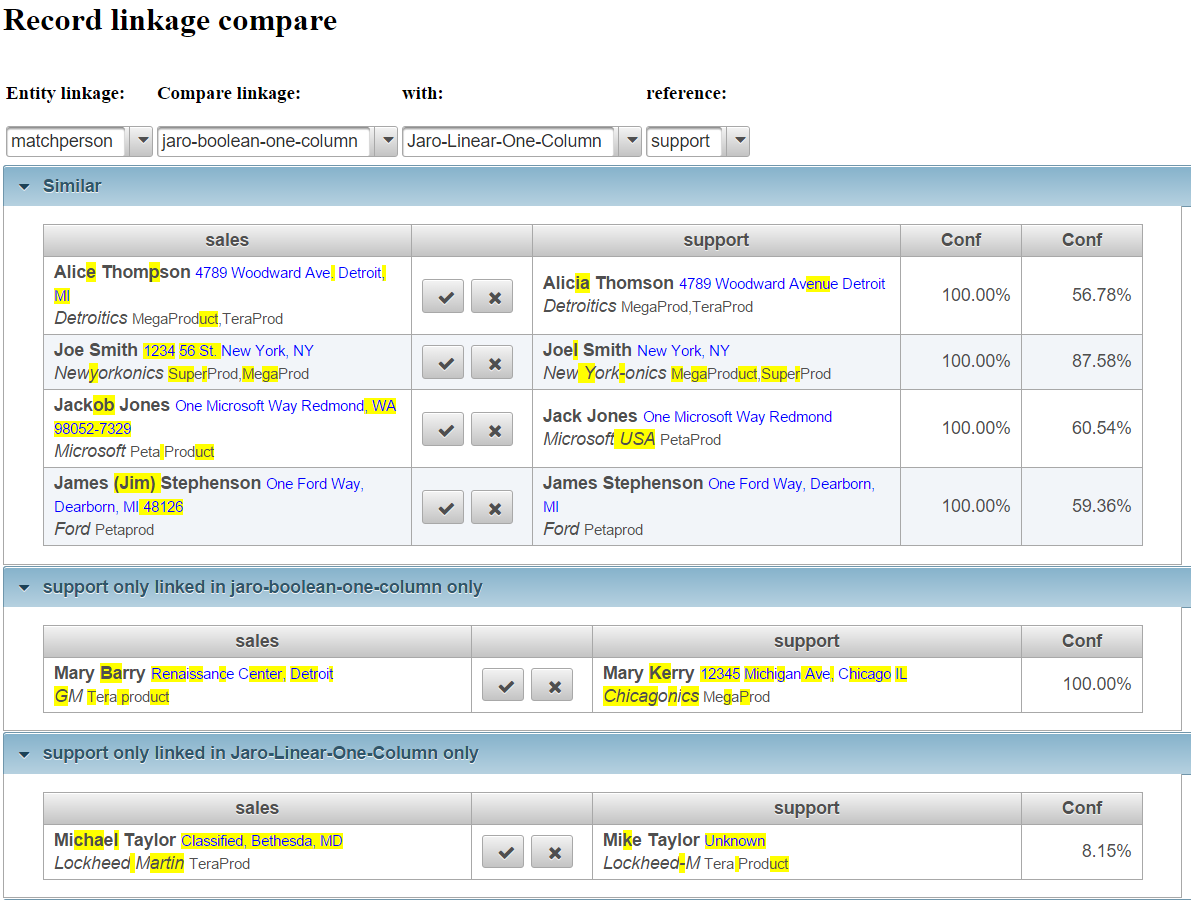 Record linkage compare
Entity linkage: Compare linkage: with: reference:
matchperson jaro-boolean-one-column Jaro-Linear-One-Column support
Similar
sales support Conf Conf
Alice Thompson 4789 Woodward Ave. Detroit,
MI
Detroitics MegaProduct,TeraProd
Alicia Thomson 4789 Woodward Avenue Detroit
Detroitics MegaProd,TeraProd
100.00% 56.78%
Joe Smith 1234 56 St. New York, NY
Newyorkonics SuperProd,MegaProd
Joel Smith New York, NY
New York-onics MegaProduct,SuperProd
100.00% 87.58%
Jackob Jones One Microsoft Way Redmond, WA
98052-7329
Microsoft Peta Product
Jack Jones One Microsoft Way Redmond
Microsoft USA PetaProd
100.00% 60.54%
James (Jim) Stephenson One Ford Way,
Dearborn, MI 48126
Ford Petaprod
James Stephenson One Ford Way, Dearborn,
MI
Ford Petaprod
100.00% 59.36%
support only linked in jaro-boolean-one-column only
sales support Conf
Mary Barry Renaissance Center, Detroit
GM Tera product
Mary Kerry 12345 Michigan Ave, Chicago IL
Chicagonics MegaProd
100.00%
support only linked in Jaro-Linear-One-Column only
sales support Conf
Michael Taylor Classified, Bethesda, MD
Lockheed Martin TeraProd
Mike Taylor Unknown
Lockheed-M Tera Product
8.15%